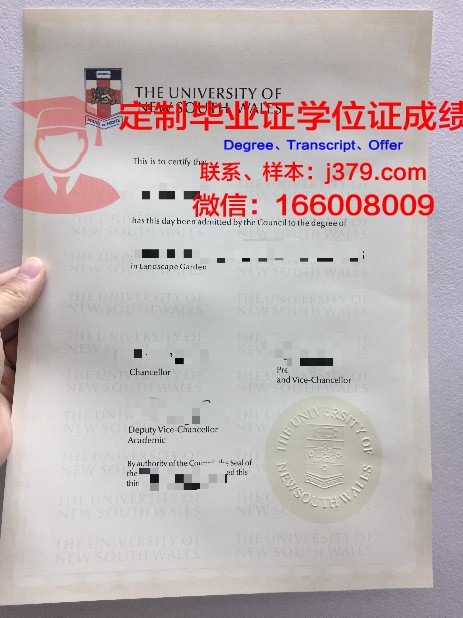 THE UNIVERSITY OF
NEW SOUTH WALES
定制毕业证学位证成绩
Degree、Transcript、Offer
This is to certify that
联系、样本：j379.com
微信：166008009
has this day been admitted by the Council to the degree of
in Landscape Garden
Chancellor
and Vice-Chancellor
Deputy Vice-Chancellor
Academic
By authority of the Council, the Seal of
the
this
THE UNIVERSITY OF
NEW SOUTH WALES